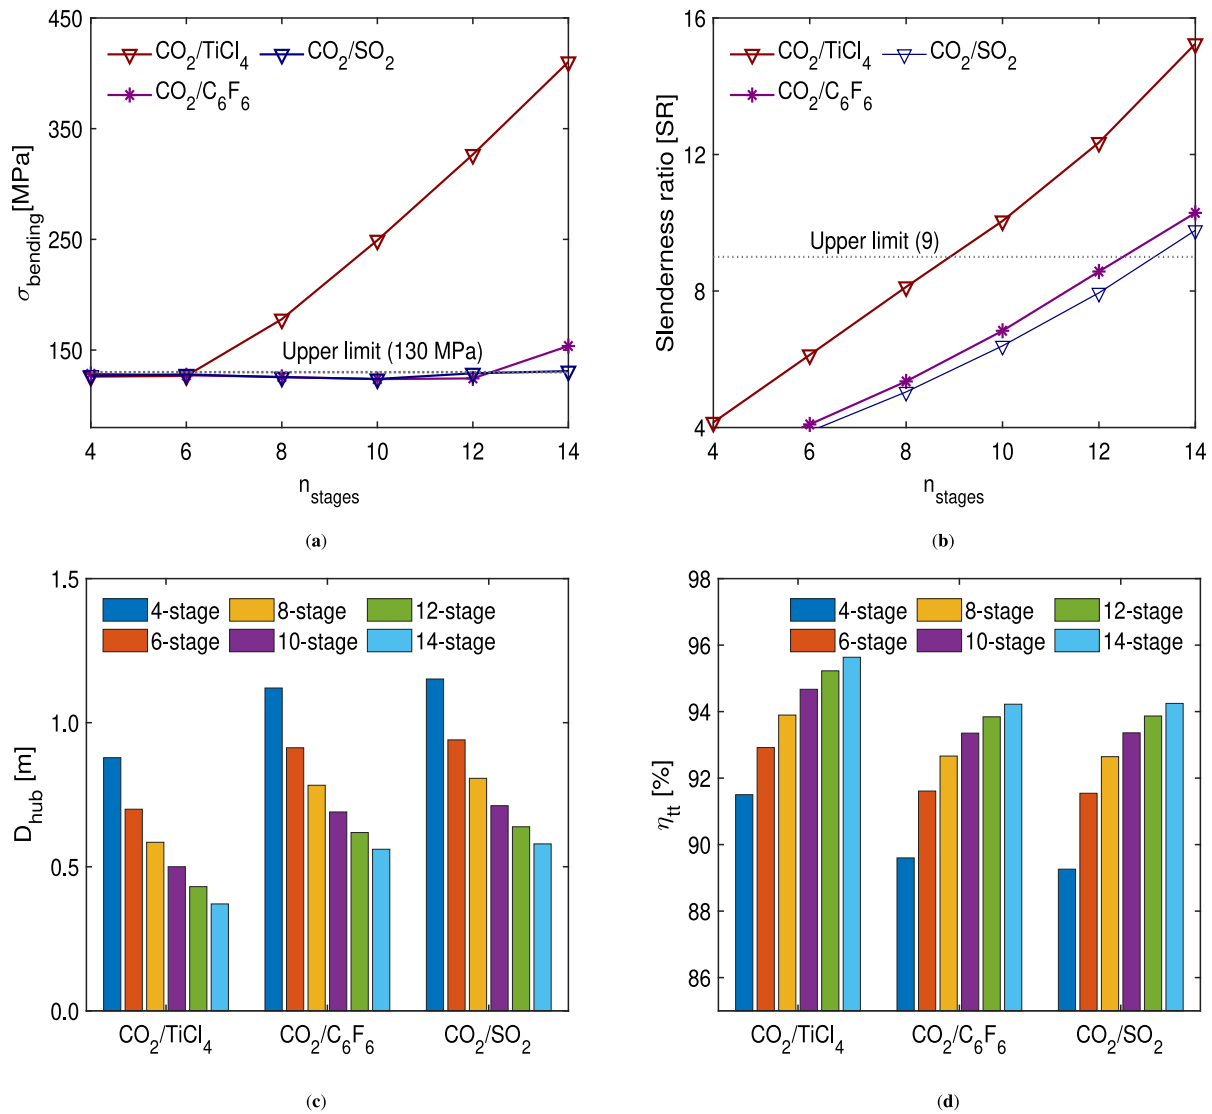 450
350
250
150
σbending[MPa]
CO2/TiCl4
CO2/SO2
CO2/C6F6
Upper limit (130 MPa)
4 6 8 10 12 14
nstages
(a)
16
12
8
4
Slenderness ratio [SR]
CO2/TiCl4
CO2/SO2
CO2/C6F6
Upper limit (9)
4 6 8 10 12 14
nstages
(b)
1.5
1.0
0.5
0.0
Dhub [m]
4-stage 8-stage 12-stage
6-stage 10-stage 14-stage
CO2/TiCl4 CO2/C6F6 CO2/SO2
(c)
98
96
94
92
90
88
86
ηtt [%]
4-stage 8-stage 12-stage
6-stage 10-stage 14-stage
CO2/TiCl4 CO2/C6F6 CO2/SO2
(d)